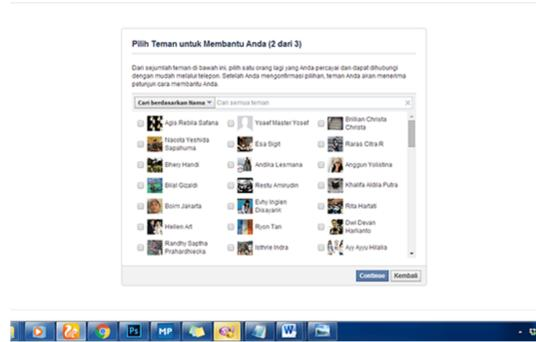 Pilih Teman untuk Membantu Anda (2 dari 3)
Dari sejumlah teman di bawah ini, pilih satu orang lagi yang Anda percayai dan dapat dihubungi
dengan mudah melalui telepon. Setelah Anda mengonfirmasi pilihan, teman Anda akan menerima
petunjuk cara membantu Anda.
Cari berdasarkan Nama Cari semua teman
Agis Rebila Safana
Yosef Master Yosef
Brillian Christa
Christa
Nacota Yeshida
Sapahuma
Esa Sigit
Raras Citra R
Bhery Handi
Andika Lesmana
Anggun Yolistina
Bilal Gizaldi
Restu Amirudin
Khalifa Aldila Putra
Boim Jakarta
Evhy Ingien
Disayank
Rita Hartati
Hellen Art
Ryon Tan
Dwi Devan
Harlianto
Randhy Saptha
Prahardhiecka
Isthrie Indra
Ayy Ayyu Hilalia
Continue Kembali
Ps
MP
W